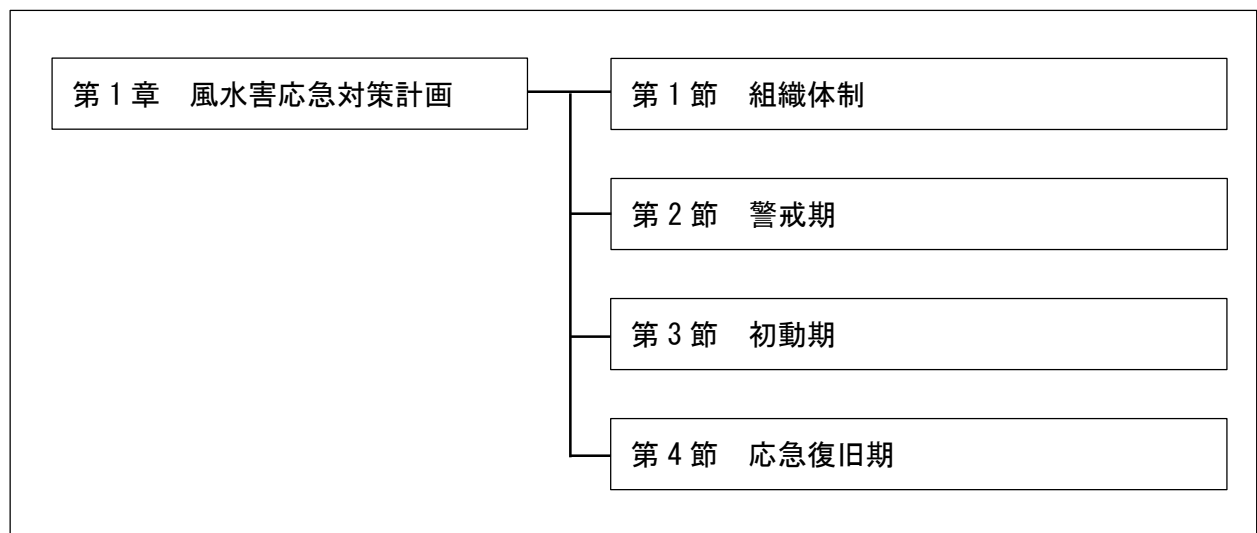 第1章　風水害応急対策計画
第1節　組織体制
第2節　警戒期
第3節　初動期
第4節　応急復旧期